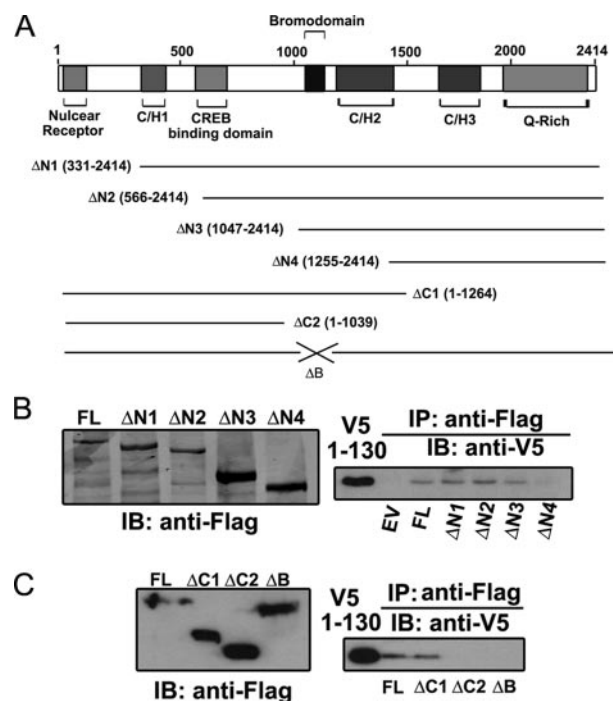 A
Bromodomain
1 500 1000 1500 2000 2414
Nulcear
Receptor
C/H1
CREB
binding domain
C/H2
C/H3
Q-Rich
ΔN1 (331-2414)
ΔN2 (566-2414)
ΔN3 (1047-2414)
ΔN4 (1255-2414)
ΔC1 (1-1264)
ΔC2 (1-1039)
ΔB
B
FL ΔN1 ΔN2 ΔN3 ΔN4
IB: anti-Flag
V5
1-130
IP: anti-Flag
IB: anti-V5
EV FL ΔN1 ΔN2 ΔN3 ΔN4
C
FL ΔC1 ΔC2 ΔB
IB: anti-Flag
V5
1-130
IP: anti-Flag
IB: anti-V5
FL ΔC1 ΔC2 ΔB